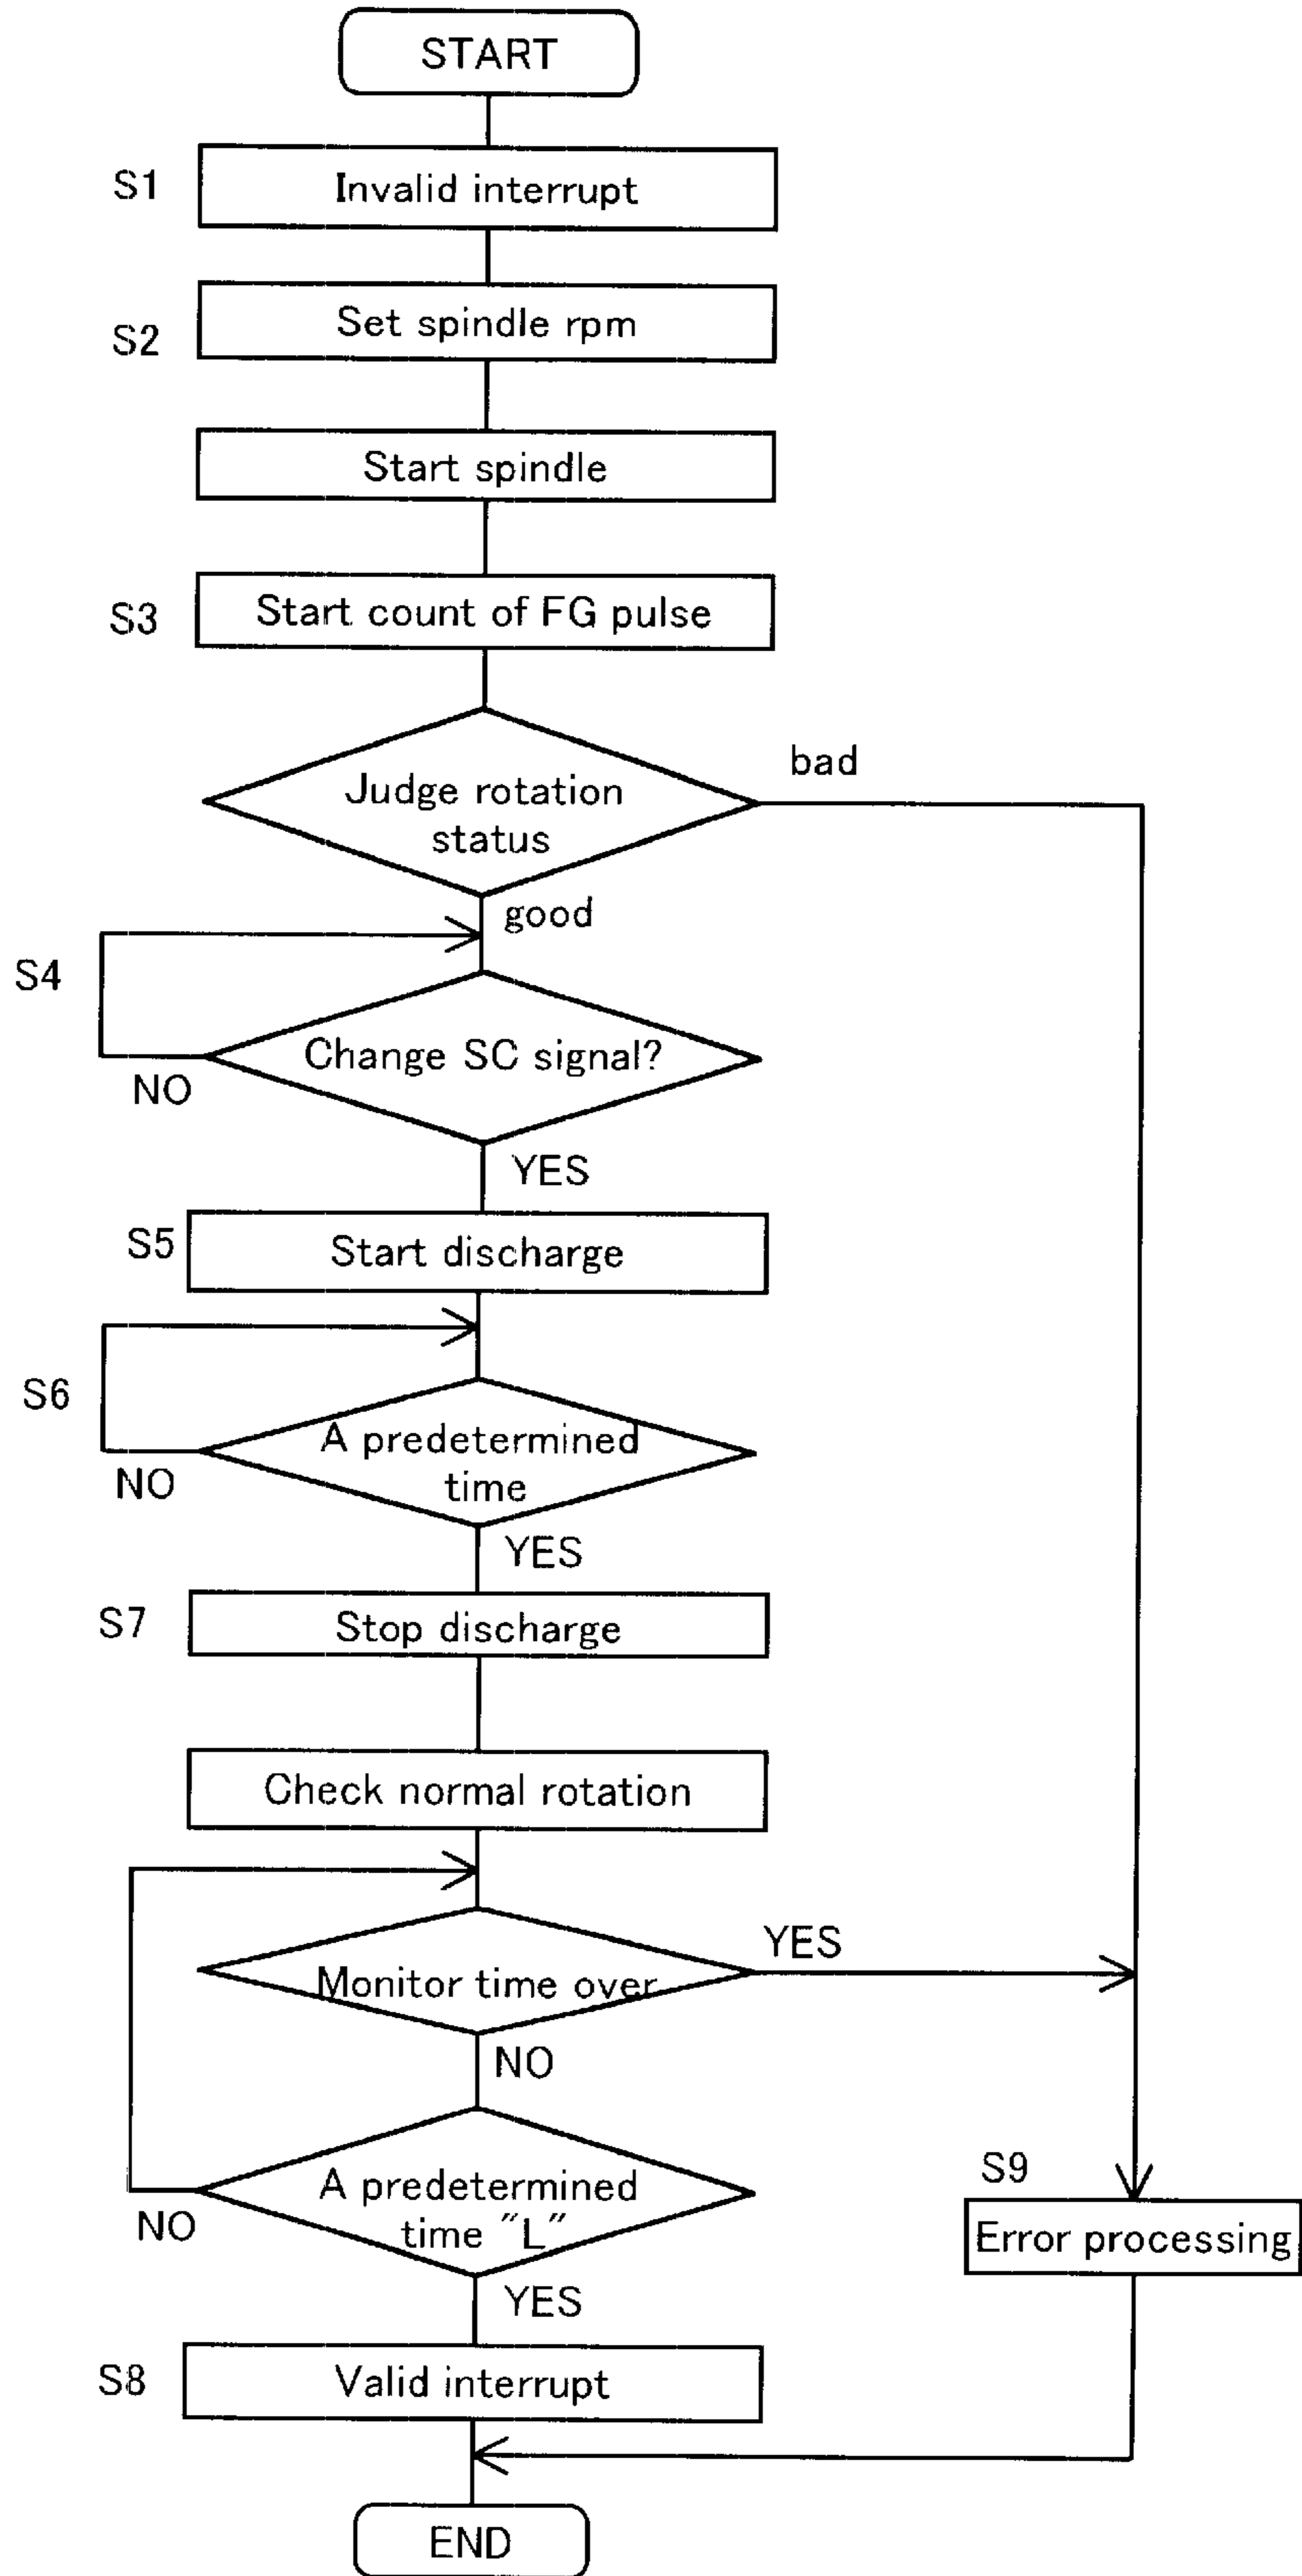 START
S1
Invalid interrupt
S2
Set spindle rpm
Start spindle
S3
Start count of FG pulse
Judge rotation
status
bad
good
S4
Change SC signal?
NO
YES
S5
Start discharge
S6
A predetermined
time
NO
YES
S7
Stop discharge
Check normal rotation
Monitor time over
YES
NO
A predetermined
time "L"
NO
YES
S9
Error processing
S8
Valid interrupt
END